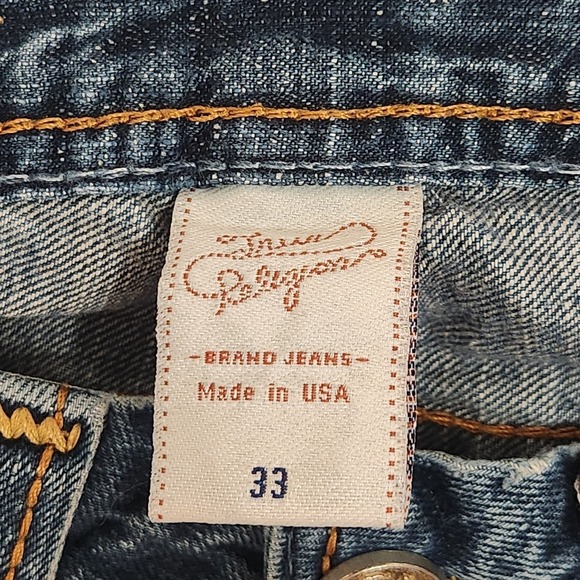 True
Religion
-BRAND JEANS-
Made in USA
33